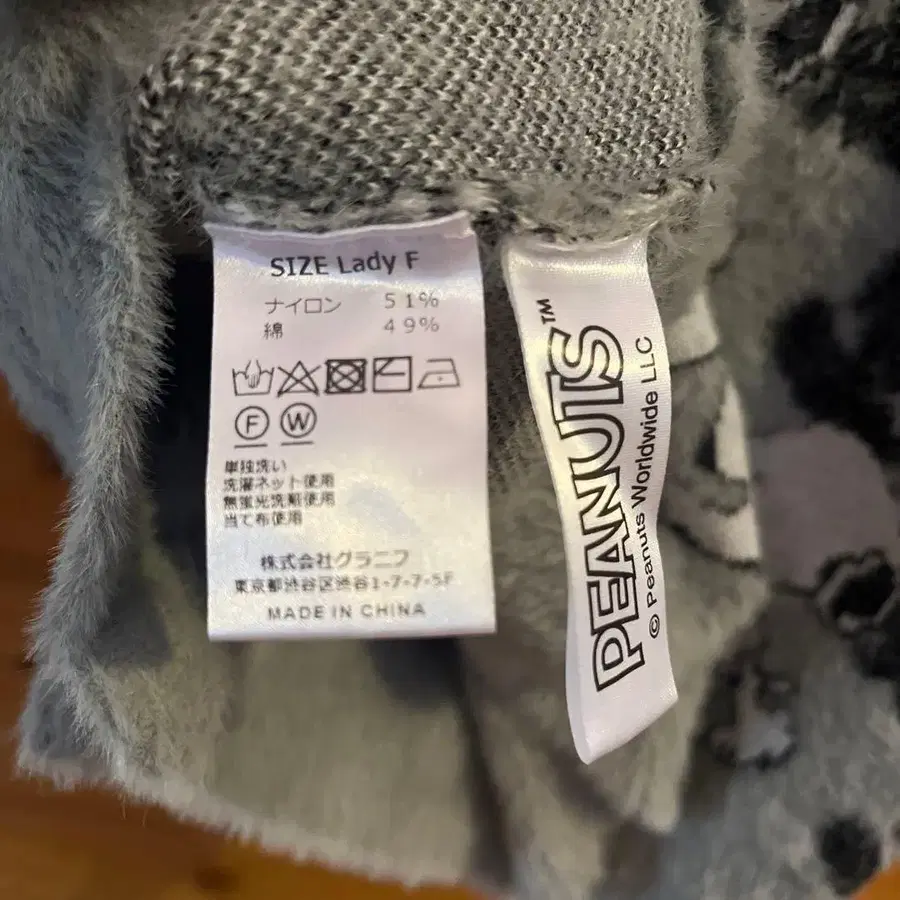 SIZE Lady F
ナイロン 51%
綿 49%
F W
単独洗い
洗濯ネット使用
無蛍光洗剤使用
当て布使用
株式会社グラニフ
東京都渋谷区渋谷1-7-7-5F
MADE IN CHINA
PEANUTS™
© Peanuts Worldwide LLC